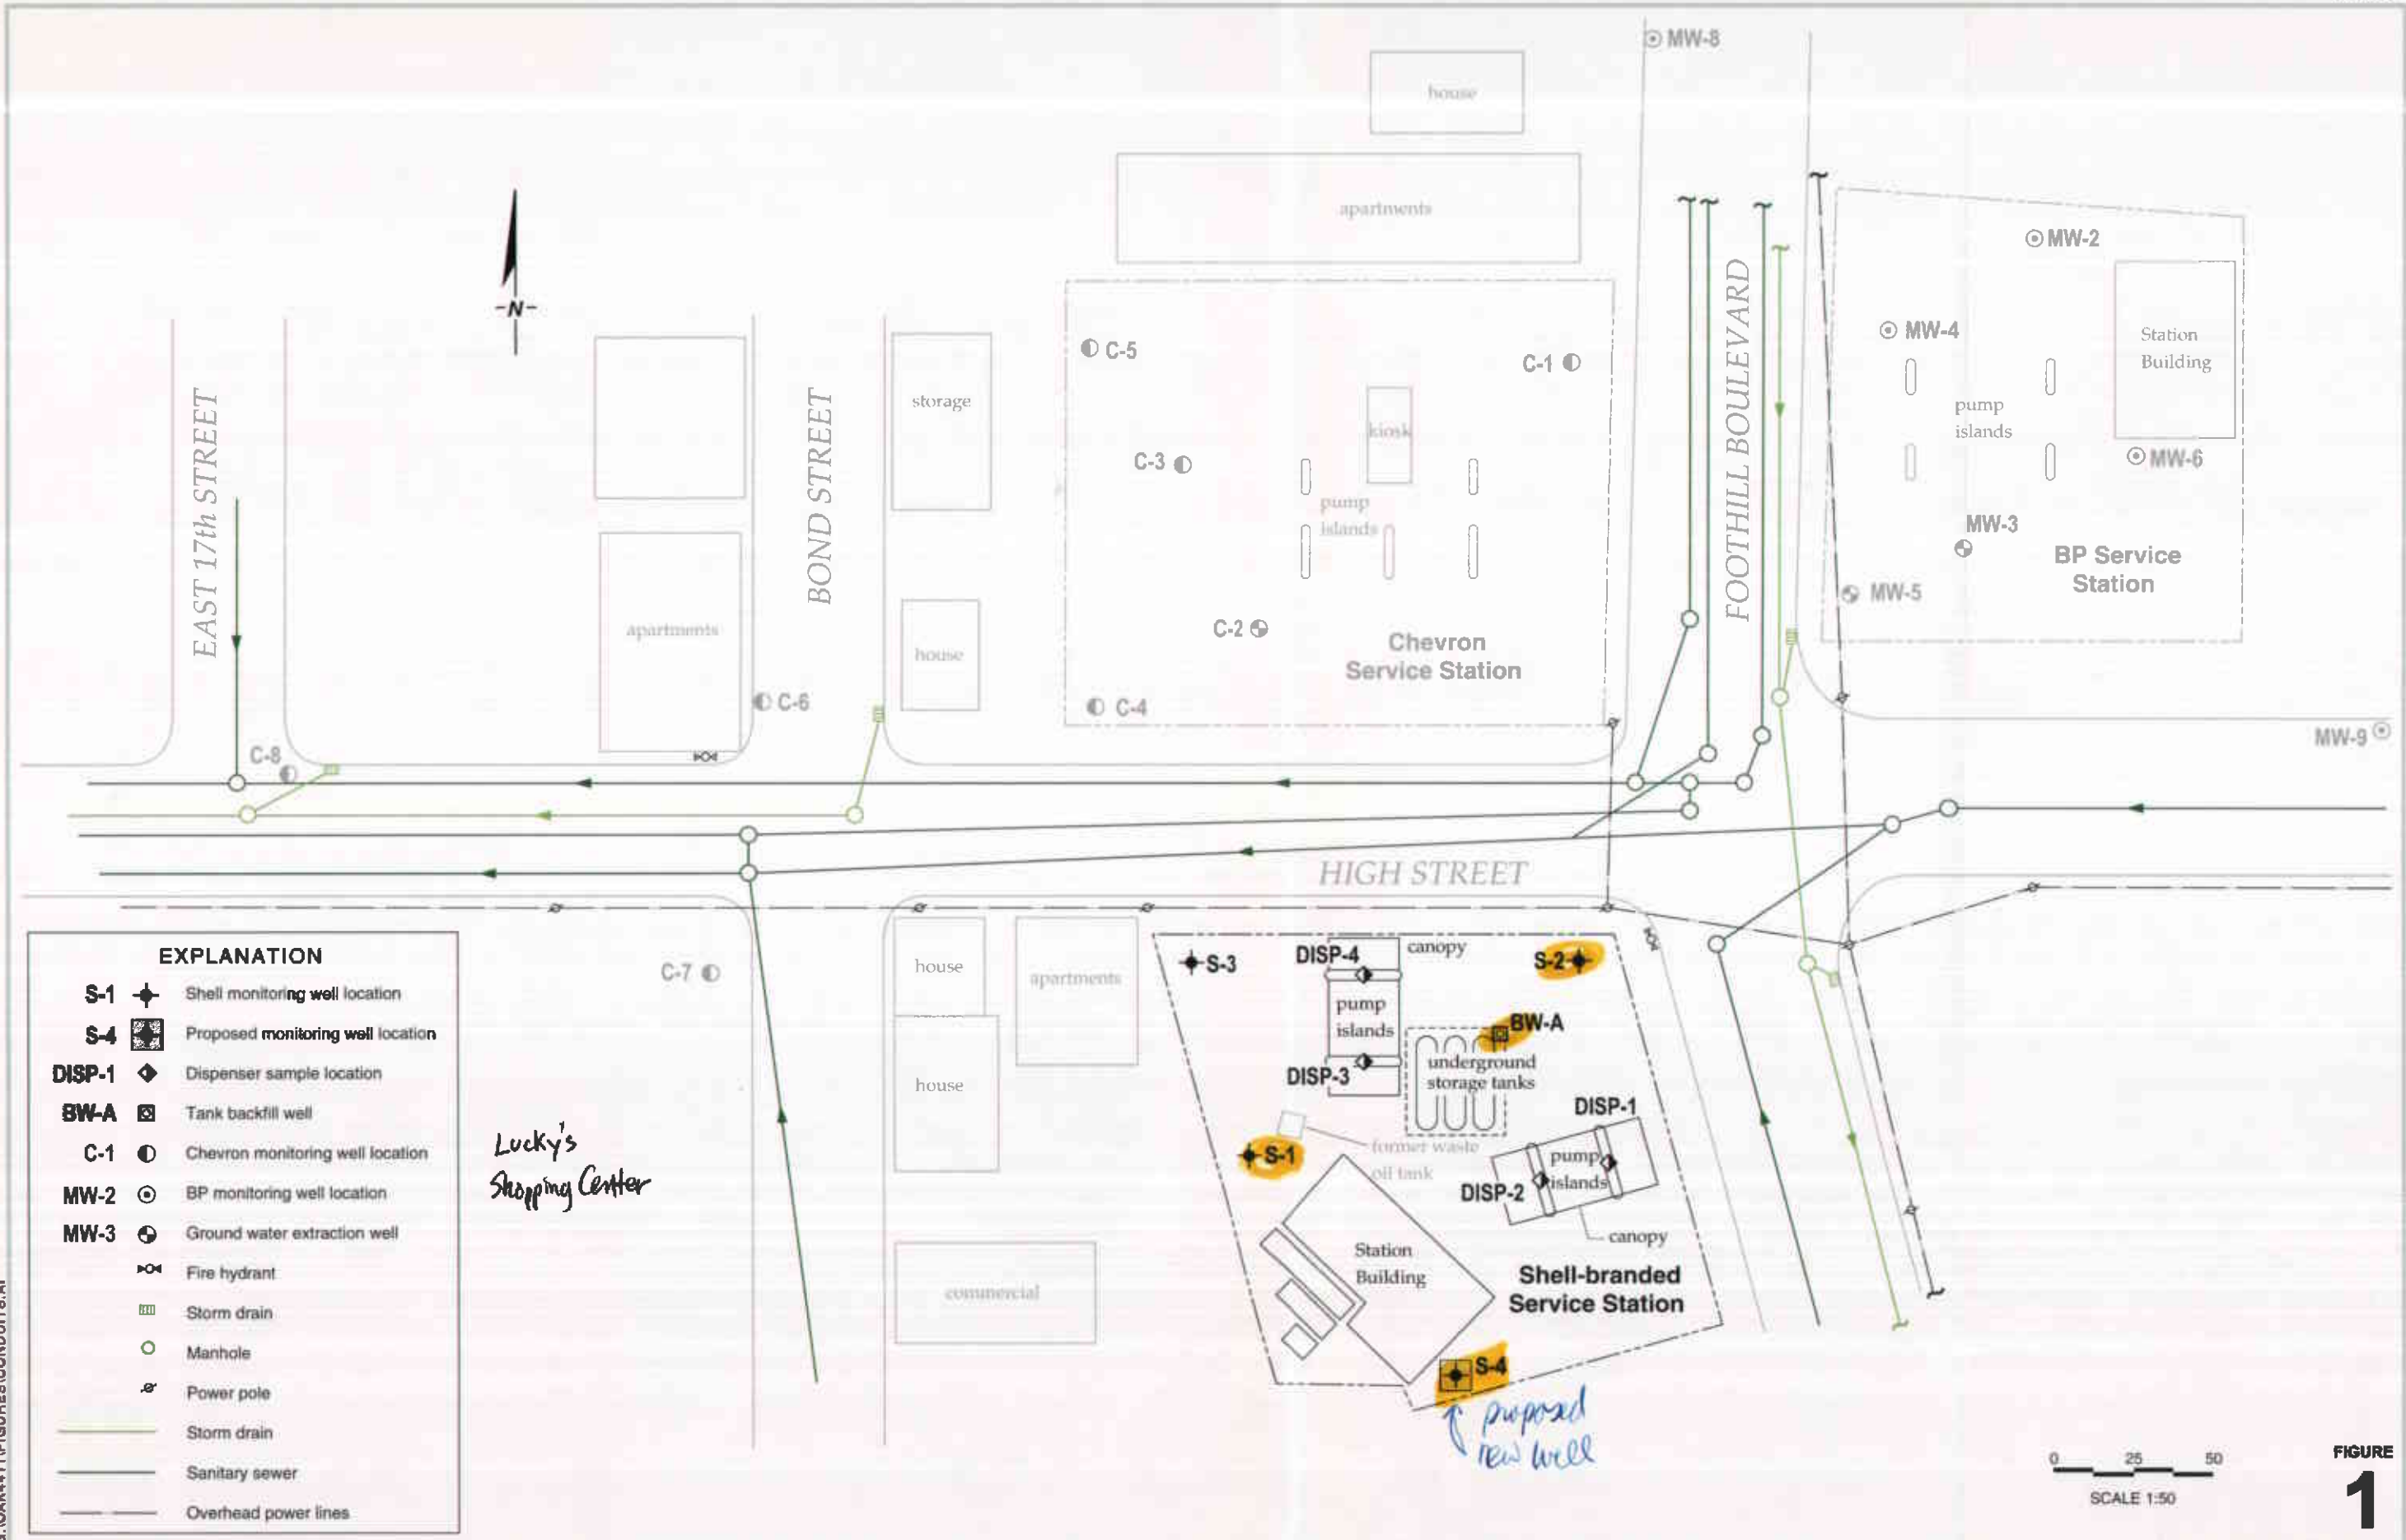 MW-8
house
apartments
MW-2
C-5
C-1
MW-4
Station
Building
storage
kiosk
pump
islands
C-3
MW-6
pump
islands
MW-3
BP Service
Station
MW-5
C-2
Chevron
Service Station
apartments
house
C-6
C-4
C-8
MW-9
EAST 17th STREET
BOND STREET
FOOTHILL BOULEVARD
-N-
HIGH STREET
EXPLANATION
S-1 Shell monitoring well location
S-4 Proposed monitoring well location
DISP-1 Dispenser sample location
BW-A Tank backfill well
C-1 Chevron monitoring well location
MW-2 BP monitoring well location
MW-3 Ground water extraction well
Fire hydrant
Storm drain
Manhole
Power pole
Storm drain
Sanitary sewer
Overhead power lines
Lucky's
Shopping Center
C-7
house
apartments
house
commercial
S-3
DISP-4
canopy
S-2
pump
islands
BW-A
DISP-3
underground
storage tanks
DISP-1
S-1
former waste
oil tank
pump
islands
DISP-2
canopy
Station
Building
Shell-branded
Service Station
S-4
proposed
new well
0 25 50
SCALE 1:50
FIGURE
1